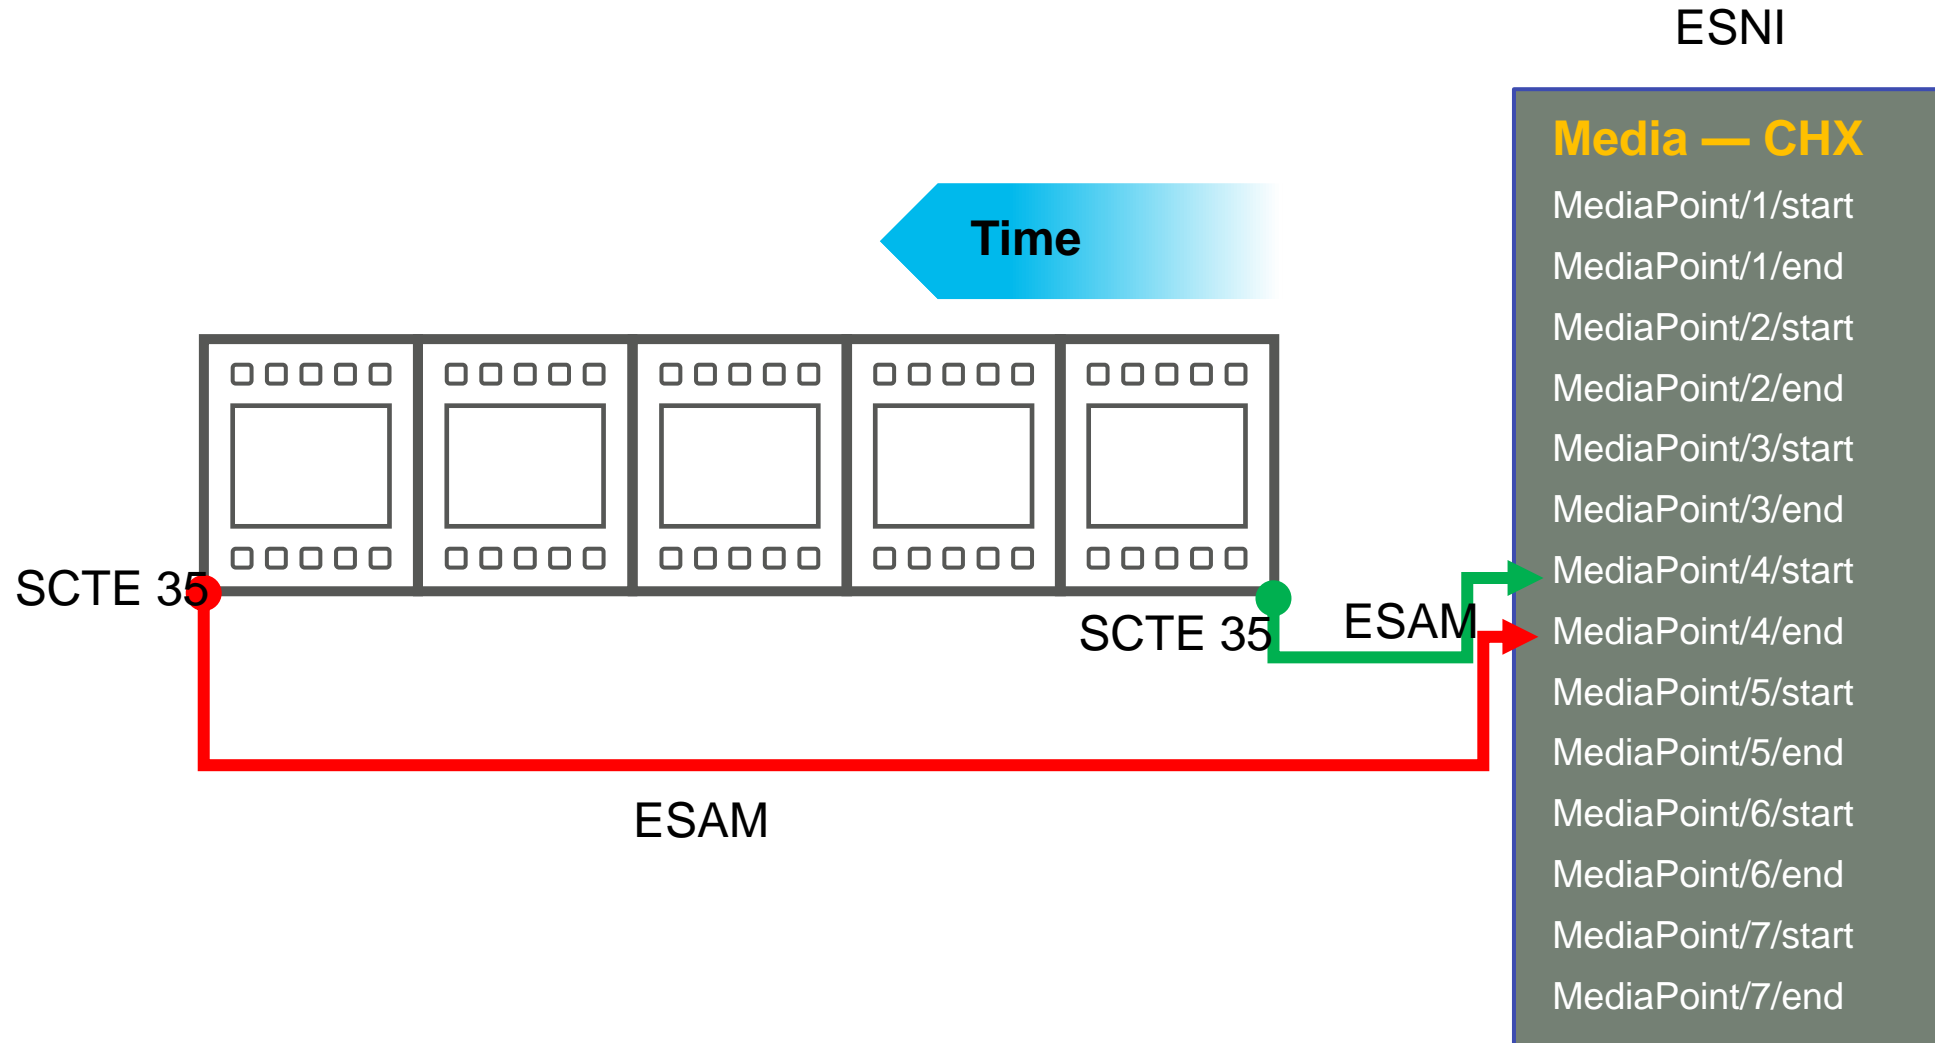 ESNI
Media — CHX
MediaPoint/1/start
MediaPoint/1/end
MediaPoint/2/start
MediaPoint/2/end
MediaPoint/3/start
MediaPoint/3/end
MediaPoint/4/start
MediaPoint/4/end
MediaPoint/5/start
MediaPoint/5/end
MediaPoint/6/start
MediaPoint/6/end
MediaPoint/7/start
MediaPoint/7/end
Time
SCTE 35
SCTE 35
ESAM
ESAM